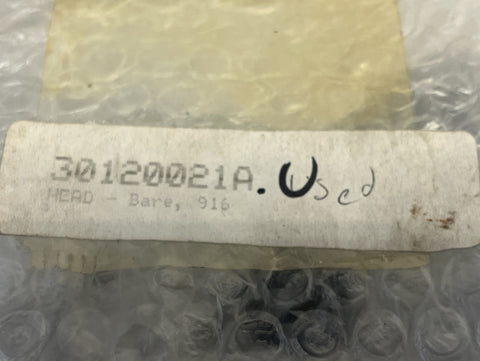 30120021A. Used
HEAD - Bare, 916